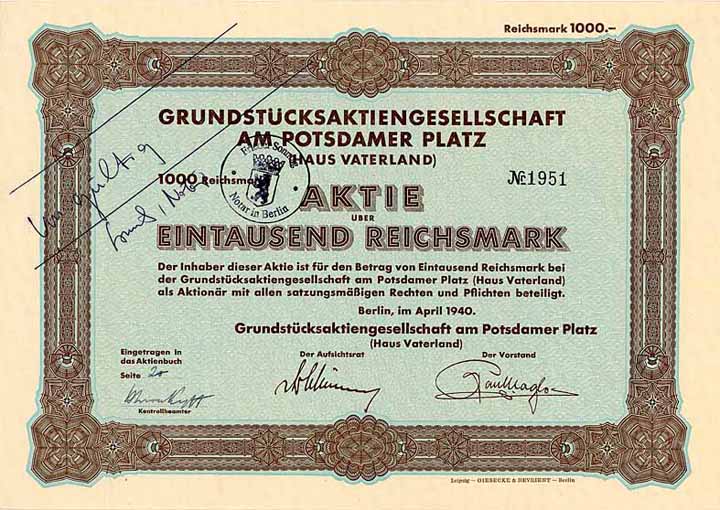 Reichsmark 1000.–
GRUNDSTÜCKSAKTIENGESELLSCHAFT
AM POTSDAMER PLATZ
(HAUS VATERLAND)
1000 Reichsmark
№ 1951
Notar in Berlin
AKTIE
ÜBER
EINTAUSEND REICHSMARK
Der Inhaber dieser Aktie ist für den Betrag von Eintausend Reichsmark bei
der Grundstücksaktiengesellschaft am Potsdamer Platz (Haus Vaterland)
als Aktionär mit allen satzungsmäßigen Rechten und Pflichten beteiligt.
Berlin, im April 1940.
Grundstücksaktiengesellschaft am Potsdamer Platz
(Haus Vaterland)
Eingetragen in
das Aktienbuch
Seite 20
Kontrollbeamter
Der Aufsichtsrat
Der Vorstand
Leipzig – GIESECKE & DEVRIENT – Berlin